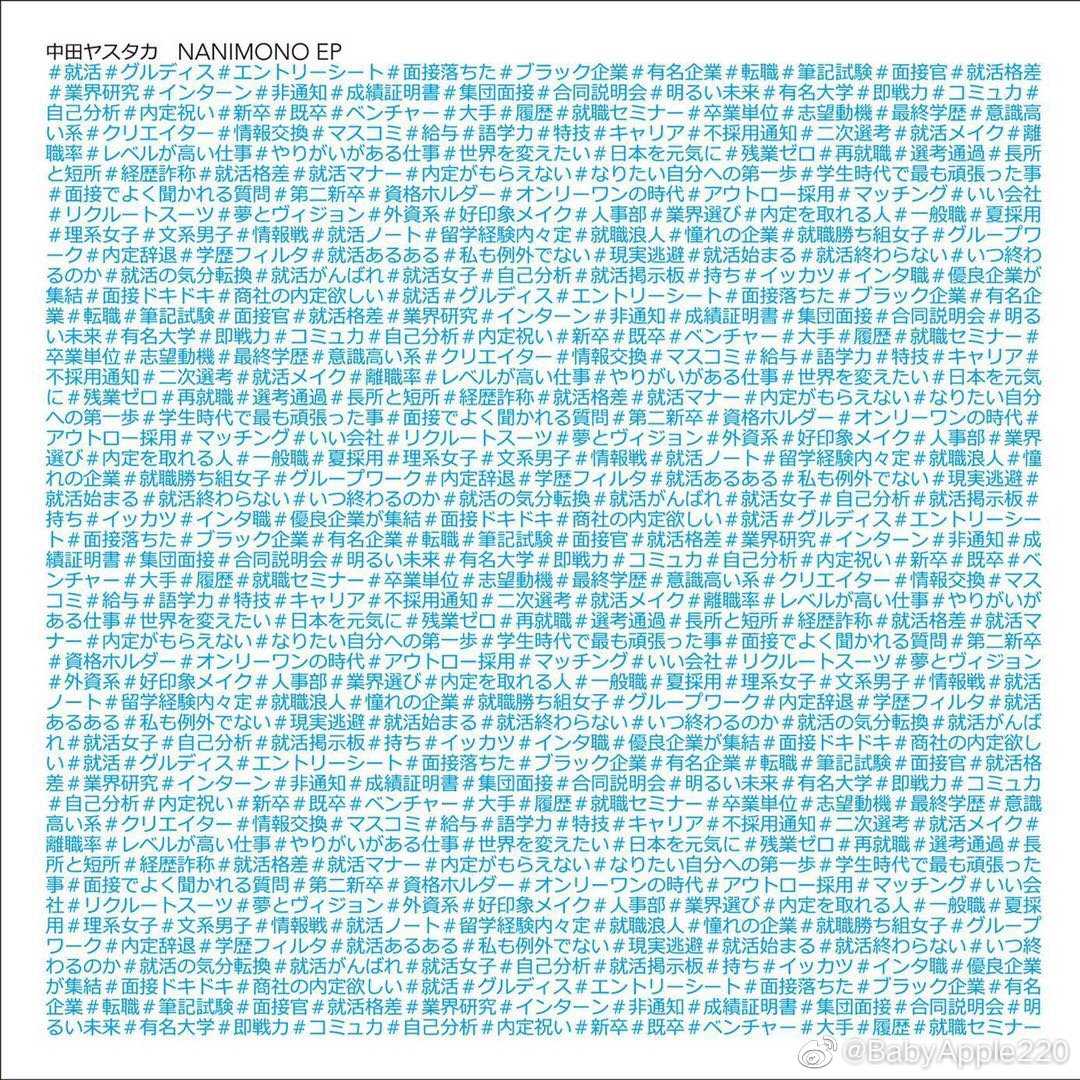 中田ヤスタカ　NANIMONO EP
#就活#グルディス#エントリーシート#面接落ちた#ブラック企業#有名企業#転職#筆記試験#面接官#就活格差
#業界研究#インターン#非通知#成績証明書#集団面接#合同説明会#明るい未来#有名大学#即戦力#コミュ力#
自己分析#内定祝い#新卒#既卒#ベンチャー#大手#履歴#就職セミナー#卒業単位#志望動機#最終学歴#意識高
い系#クリエイター#情報交換#マスコミ#給与#語学力#特技#キャリア#不採用通知#二次選考#就活メイク#離
職率#レベルが高い仕事#やりがいがある仕事#世界を変えたい#日本を元気に#残業ゼロ#再就職#選考通過#長所
と短所#経歴詐称#就活格差#就活マナー#内定がもらえない#なりたい自分への第一歩#学生時代で最も頑張った事
#面接でよく聞かれる質問#第二新卒#資格ホルダー#オンリーワンの時代#アウトロー採用#マッチング#いい会社
#リクルートスーツ#夢とヴィジョン#外資系#好印象メイク#人事部#業界選び#内定を取れる人#一般職#夏採用
#理系女子#文系男子#情報戦#就活ノート#留学経験内々定#就職浪人#憧れの企業#就職勝ち組女子#グループワ
ーク#内定辞退#学歴フィルタ#就活あるある#私も例外でない#現実逃避#就活始まる#就活終わらない#いつ終わ
るのか#就活の気分転換#就活がんばれ#就活女子#自己分析#就活掲示板#持ち#イッカツ#インタ職#優良企業が
集結#面接ドキドキ#商社の内定欲しい#就活#グルディス#エントリーシート#面接落ちた#ブラック企業#有名企
業#転職#筆記試験#面接官#就活格差#業界研究#インターン#非通知#成績証明書#集団面接#合同説明会#明る
い未来#有名大学#即戦力#コミュ力#自己分析#内定祝い#新卒#既卒#ベンチャー#大手#履歴#就職セミナー#
卒業単位#志望動機#最終学歴#意識高い系#クリエイター#情報交換#マスコミ#給与#語学力#特技#キャリア#
不採用通知#二次選考#就活メイク#離職率#レベルが高い仕事#やりがいがある仕事#世界を変えたい#日本を元気
に#残業ゼロ#再就職#選考通過#長所と短所#経歴詐称#就活格差#就活マナー#内定がもらえない#なりたい自分
への第一歩#学生時代で最も頑張った事#面接でよく聞かれる質問#第二新卒#資格ホルダー#オンリーワンの時代#
アウトロー採用#マッチング#いい会社#リクルートスーツ#夢とヴィジョン#外資系#好印象メイク#人事部#業界
選び#内定を取れる人#一般職#夏採用#理系女子#文系男子#情報戦#就活ノート#留学経験内々定#就職浪人#憧
れの企業#就職勝ち組女子#グループワーク#内定辞退#学歴フィルタ#就活あるある#私も例外でない#現実逃避#
就活始まる#就活終わらない#いつ終わるのか#就活の気分転換#就活がんばれ#就活女子#自己分析#就活掲示板#
持ち#イッカツ#インタ職#優良企業が集結#面接ドキドキ#商社の内定欲しい#就活#グルディス#エントリーシー
ト#面接落ちた#ブラック企業#有名企業#転職#筆記試験#面接官#就活格差#業界研究#インターン#非通知#成
績証明書#集団面接#合同説明会#明るい未来#有名大学#即戦力#コミュ力#自己分析#内定祝い#新卒#既卒#ベ
ンチャー#大手#履歴#就職セミナー#卒業単位#志望動機#最終学歴#意識高い系#クリエイター#情報交換#マス
コミ#給与#語学力#特技#キャリア#不採用通知#二次選考#就活メイク#離職率#レベルが高い仕事#やりがいが
ある仕事#世界を変えたい#日本を元気に#残業ゼロ#再就職#選考通過#長所と短所#経歴詐称#就活格差#就活マ
ナー#内定がもらえない#なりたい自分への第一歩#学生時代で最も頑張った事#面接でよく聞かれる質問#第二新卒
#資格ホルダー#オンリーワンの時代#アウトロー採用#マッチング#いい会社#リクルートスーツ#夢とヴィジョン
#外資系#好印象メイク#人事部#業界選び#内定を取れる人#一般職#夏採用#理系女子#文系男子#情報戦#就活
ノート#留学経験内々定#就職浪人#憧れの企業#就職勝ち組女子#グループワーク#内定辞退#学歴フィルタ#就活
あるある#私も例外でない#現実逃避#就活始まる#就活終わらない#いつ終わるのか#就活の気分転換#就活がんば
れ#就活女子#自己分析#就活掲示板#持ち#イッカツ#インタ職#優良企業が集結#面接ドキドキ#商社の内定欲し
い#就活#グルディス#エントリーシート#面接落ちた#ブラック企業#有名企業#転職#筆記試験#面接官#就活格
差#業界研究#インターン#非通知#成績証明書#集団面接#合同説明会#明るい未来#有名大学#即戦力#コミュ力
#自己分析#内定祝い#新卒#既卒#ベンチャー#大手#履歴#就職セミナー#卒業単位#志望動機#最終学歴#意識
高い系#クリエイター#情報交換#マスコミ#給与#語学力#特技#キャリア#不採用通知#二次選考#就活メイク#
離職率#レベルが高い仕事#やりがいがある仕事#世界を変えたい#日本を元気に#残業ゼロ#再就職#選考通過#長
所と短所#経歴詐称#就活格差#就活マナー#内定がもらえない#なりたい自分への第一歩#学生時代で最も頑張った
事#面接でよく聞かれる質問#第二新卒#資格ホルダー#オンリーワンの時代#アウトロー採用#マッチング#いい会
社#リクルートスーツ#夢とヴィジョン#外資系#好印象メイク#人事部#業界選び#内定を取れる人#一般職#夏採
用#理系女子#文系男子#情報戦#就活ノート#留学経験内々定#就職浪人#憧れの企業#就職勝ち組女子#グループ
ワーク#内定辞退#学歴フィルタ#就活あるある#私も例外でない#現実逃避#就活始まる#就活終わらない#いつ終
わるのか#就活の気分転換#就活がんばれ#就活女子#自己分析#就活掲示板#持ち#イッカツ#インタ職#優良企業
が集結#面接ドキドキ#商社の内定欲しい#就活#グルディス#エントリーシート#面接落ちた#ブラック企業#有名
企業#転職#筆記試験#面接官#就活格差#業界研究#インターン#非通知#成績証明書#集団面接#合同説明会#明
るい未来#有名大学#即戦力#コミュ力#自己分析#内定祝い#新卒#既卒#ベンチャー#大手#履歴#就職セミナー
@BabyApple220